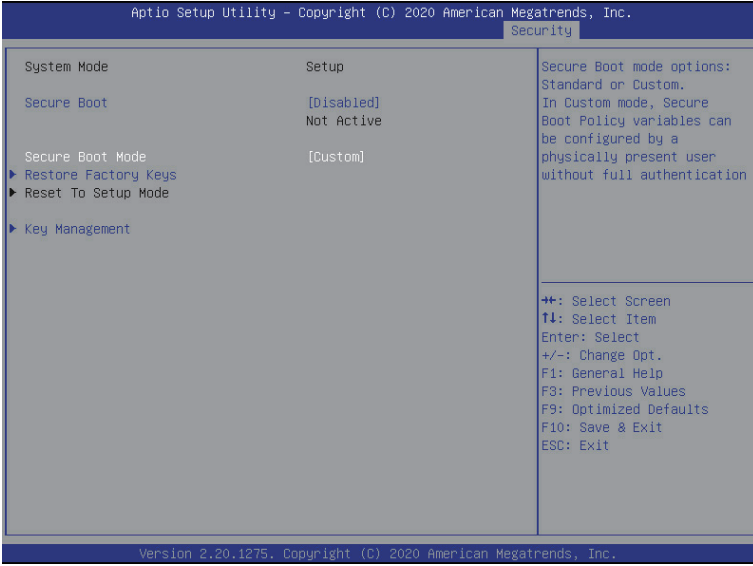 Aptio Setup Utility – Copyright (C) 2020 American Megatrends, Inc.
Security
System Mode Setup
Secure Boot [Disabled]
Not Active
Secure Boot Mode [Custom]
Restore Factory Keys
Reset To Setup Mode
Key Management
Secure Boot mode options:
Standard or Custom.
In Custom mode, Secure
Boot Policy variables can
be configured by a
physically present user
without full authentication
→←: Select Screen
↑↓: Select Item
Enter: Select
+/-: Change Opt.
F1: General Help
F3: Previous Values
F9: Optimized Defaults
F10: Save & Exit
ESC: Exit
Version 2.20.1275. Copyright (C) 2020 American Megatrends, Inc.